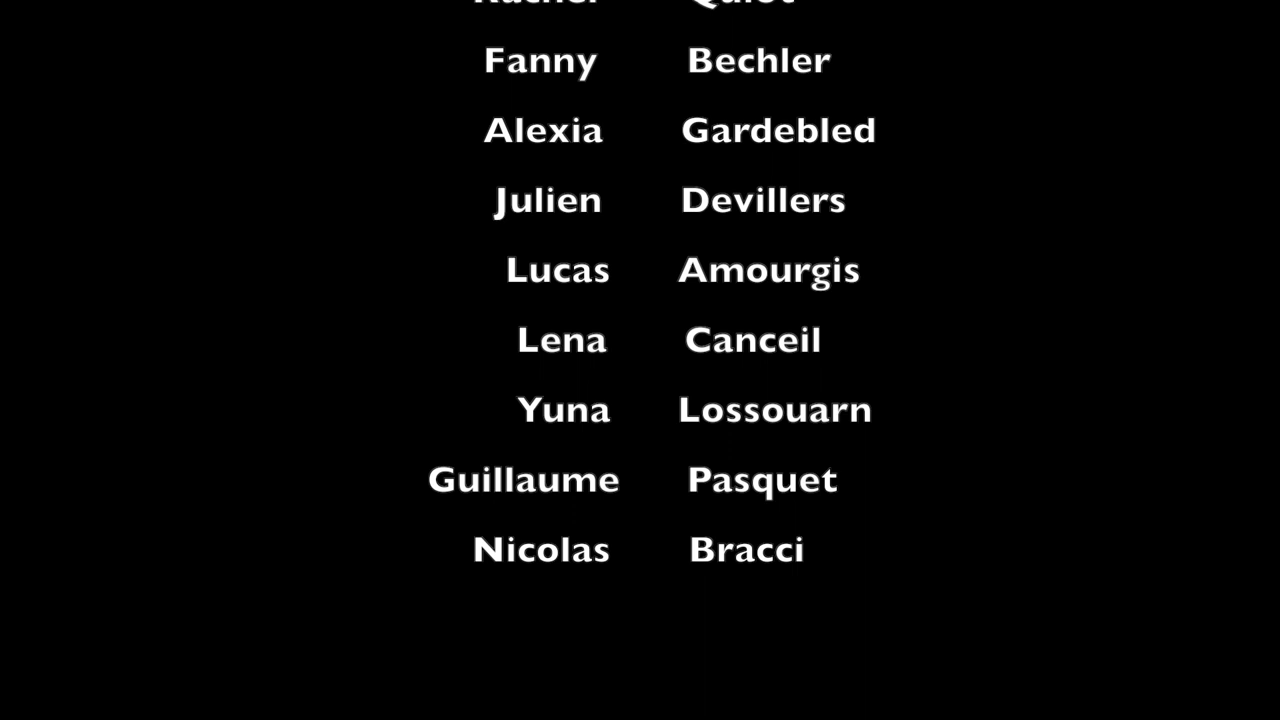 Fanny Bechler
Alexia Gardebled
Julien Devillers
Lucas Amourgis
Lena Canceil
Yuna Lossouarn
Guillaume Pasquet
Nicolas Bracci